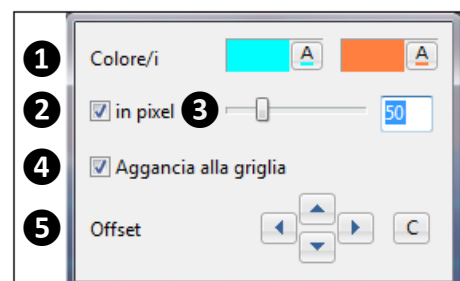 1 Colore/i A A
2 in pixel 3 50
4 Aggancia alla griglia
5 Offset C